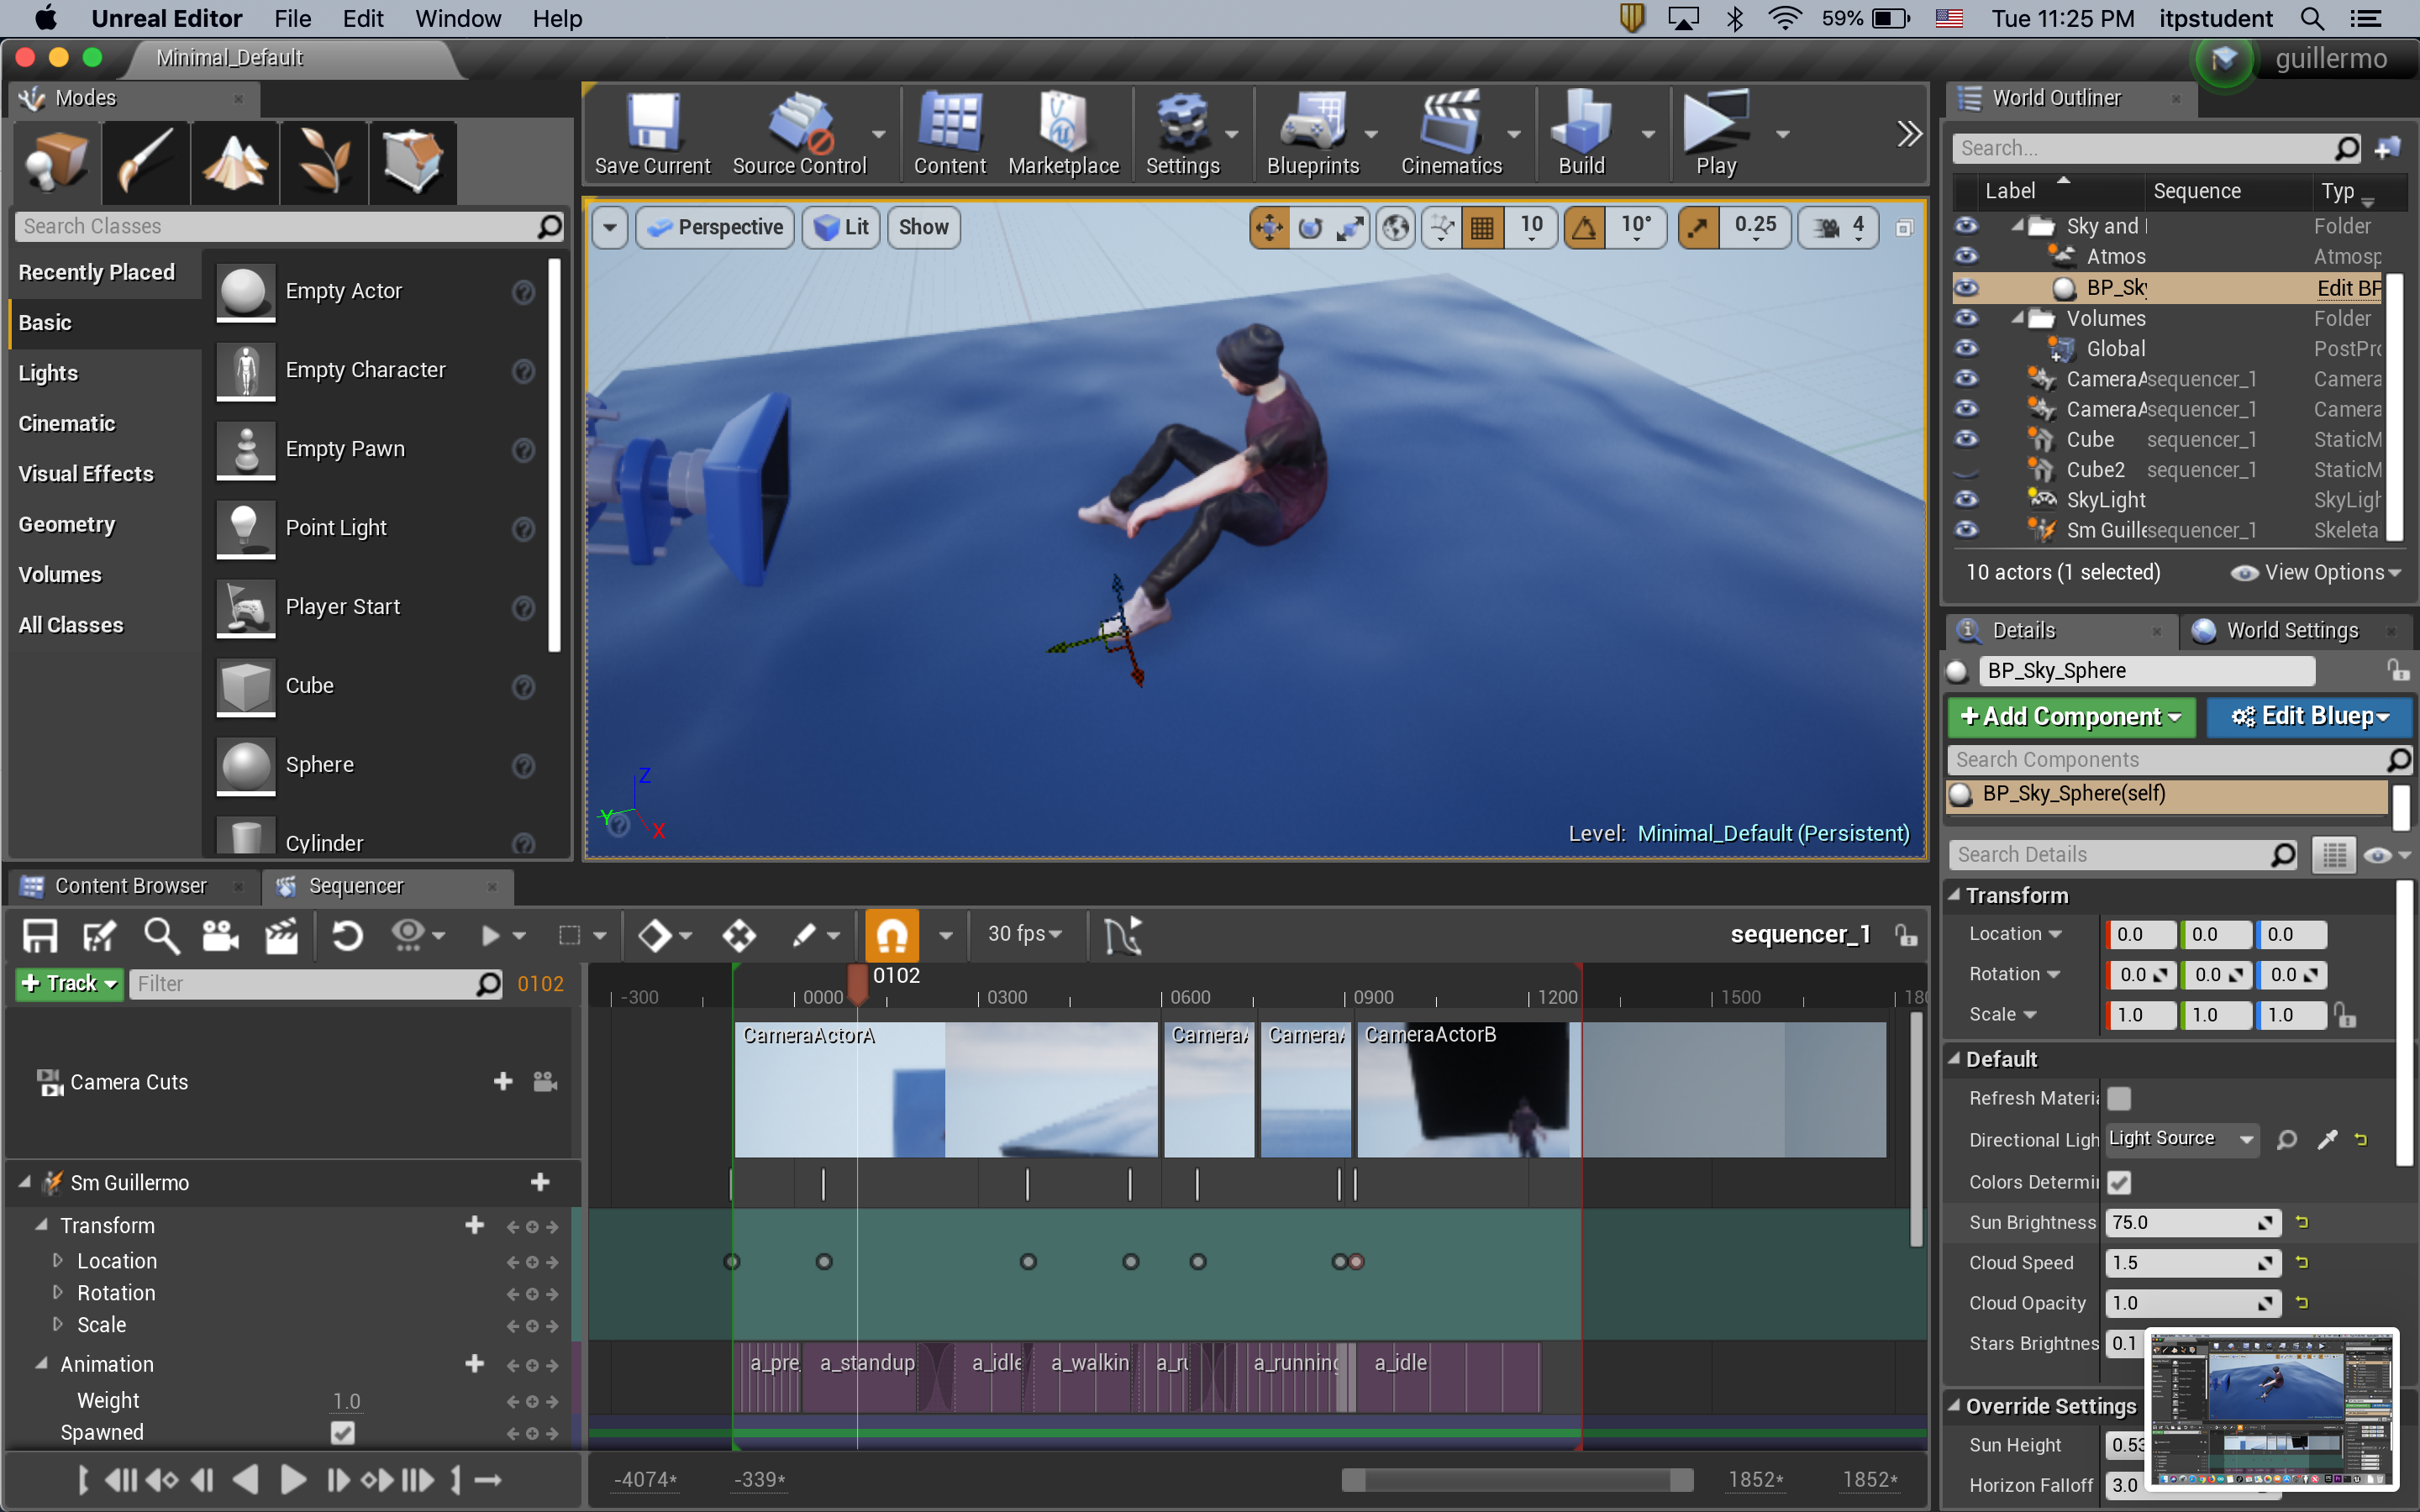 Unreal Editor File Edit Window Help
59% Tue 11:25 PM itpstudent
Minimal_Default
guillermo
Modes
Search Classes
Recently Placed
Basic
Lights
Cinematic
Visual Effects
Geometry
Volumes
All Classes
Empty Actor
Empty Character
Empty Pawn
Point Light
Player Start
Cube
Sphere
Cylinder
Save Current Source Control Content Marketplace Settings Blueprints Cinematics Build Play
Perspective Lit Show
10 10° 0.25 4
Z
Y
X
Level: Minimal_Default (Persistent)
World Outliner
Search...
Label Sequence Typ
Sky and Folder
Atmos Atmosp
BP_Sky Edit BP
Volumes Folder
Global PostPro
CameraA sequencer_1 Camera
CameraA sequencer_1 Camera
Cube sequencer_1 StaticM
Cube2 sequencer_1 StaticM
SkyLight SkyLigh
Sm Guille sequencer_1 Skeleta
10 actors (1 selected) View Options
Details World Settings
BP_Sky_Sphere
+Add Component Edit Bluep
Search Components
BP_Sky_Sphere(self)
Search Details
Transform
Location 0.0 0.0 0.0
Rotation 0.0 0.0 0.0
Scale 1.0 1.0 1.0
Default
Refresh Materia
Directional Ligh Light Source
Colors Determi
Sun Brightness 75.0
Cloud Speed 1.5
Cloud Opacity 1.0
Stars Brightnes 0.1
Override Settings
Sun Height 0.53
Horizon Falloff 3.0
Content Browser Sequencer
30 fps
sequencer_1
+ Track Filter 0102
0102
-300 0000 0300 0600 0900 1200 1500 180
Camera Cuts
CameraActorA CameraA CameraA CameraActorB
Sm Guillermo
Transform
Location
Rotation
Scale
Animation
a_pre a_standup a_idle a_walkin a_ru a_running a_idle
Weight 1.0
Spawned
-4074* -339* 1852* 1852*